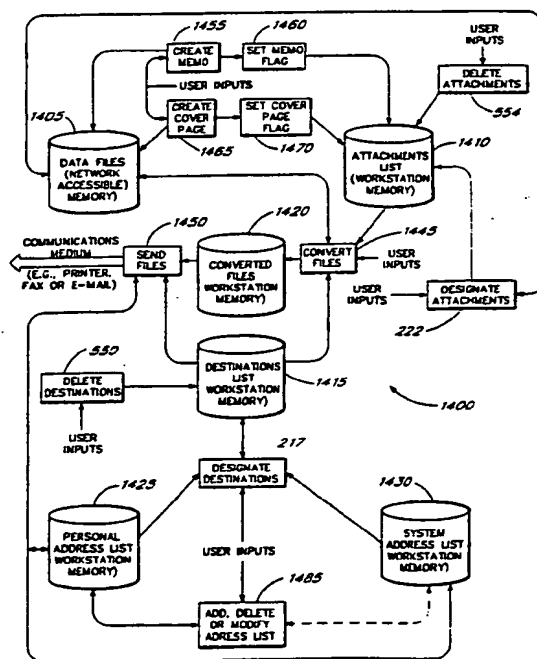 1455
1460
CREATE
MEMO
SET MEMO
FLAG
USER
INPUTS
DELETE
ATTACHMENTS
554
USER INPUTS
1405
CREATE
COVER
PAGE
SET COVER
PAGE
FLAG
1465
1470
1410
DATA FILES
(NETWORK
ACCESSIBLE)
MEMORY)
ATTACHMENTS
LIST
(WORKSTATION
MEMORY)
1450
1420
1445
COMMUNICATIONS
MEDIUM
(E.G., PRINTER,
FAX OR E-MAIL)
SEND
FILES
CONVERTED
FILES
WORKSTATION
MEMORY)
CONVERT
FILES
USER
INPUTS
USER
INPUTS
DESIGNATE
ATTACHMENTS
222
550
DELETE
DESTINATIONS
USER
INPUTS
DESTINATIONS
LIST
WORKSTATION
MEMORY)
1415
1400
217
DESIGNATE
DESTINATIONS
1425
1430
PERSONAL
ADDRESS LIST
WORKSTATION
MEMORY)
USER INPUTS
SYSTEM
ADDRESS LIST
WORKSTATION
MEMORY)
1485
ADD, DELETE
OR MODIFY
ADRESS LIST